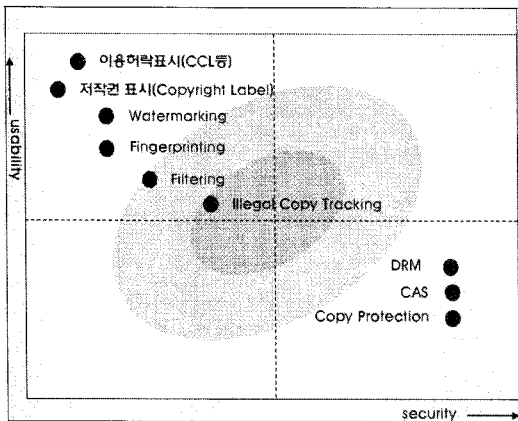 이용허락표시(CCL등)
저작권 표시(Copyright Label)
Watermarking
Fingerprinting
Filtering
Illegal Copy Tracking
usability
DRM
CAS
Copy Protection
security